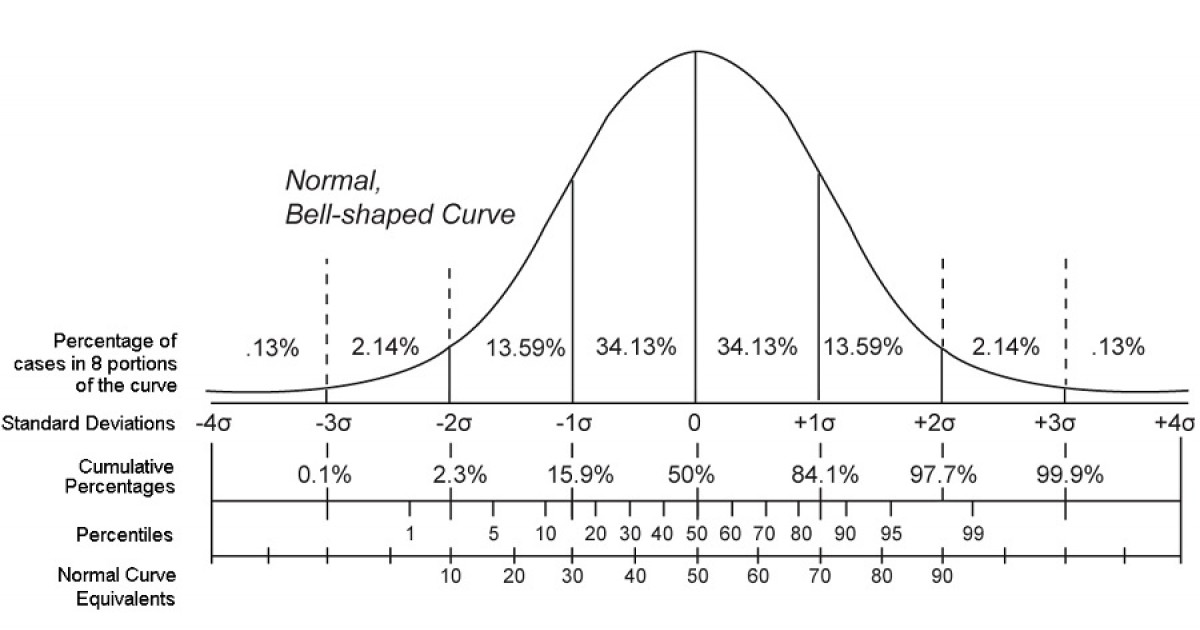 Normal,
Bell-shaped Curve
Percentage of
cases in 8 portions
of the curve
.13% 2.14% 13.59% 34.13% 34.13% 13.59% 2.14% .13%
Standard Deviations -4σ -3σ -2σ -1σ 0 +1σ +2σ +3σ +4σ
Cumulative
Percentages
0.1% 2.3% 15.9% 50% 84.1% 97.7% 99.9%
Percentiles 1 5 10 20 30 40 50 60 70 80 90 95 99
Normal Curve
Equivalents
10 20 30 40 50 60 70 80 90